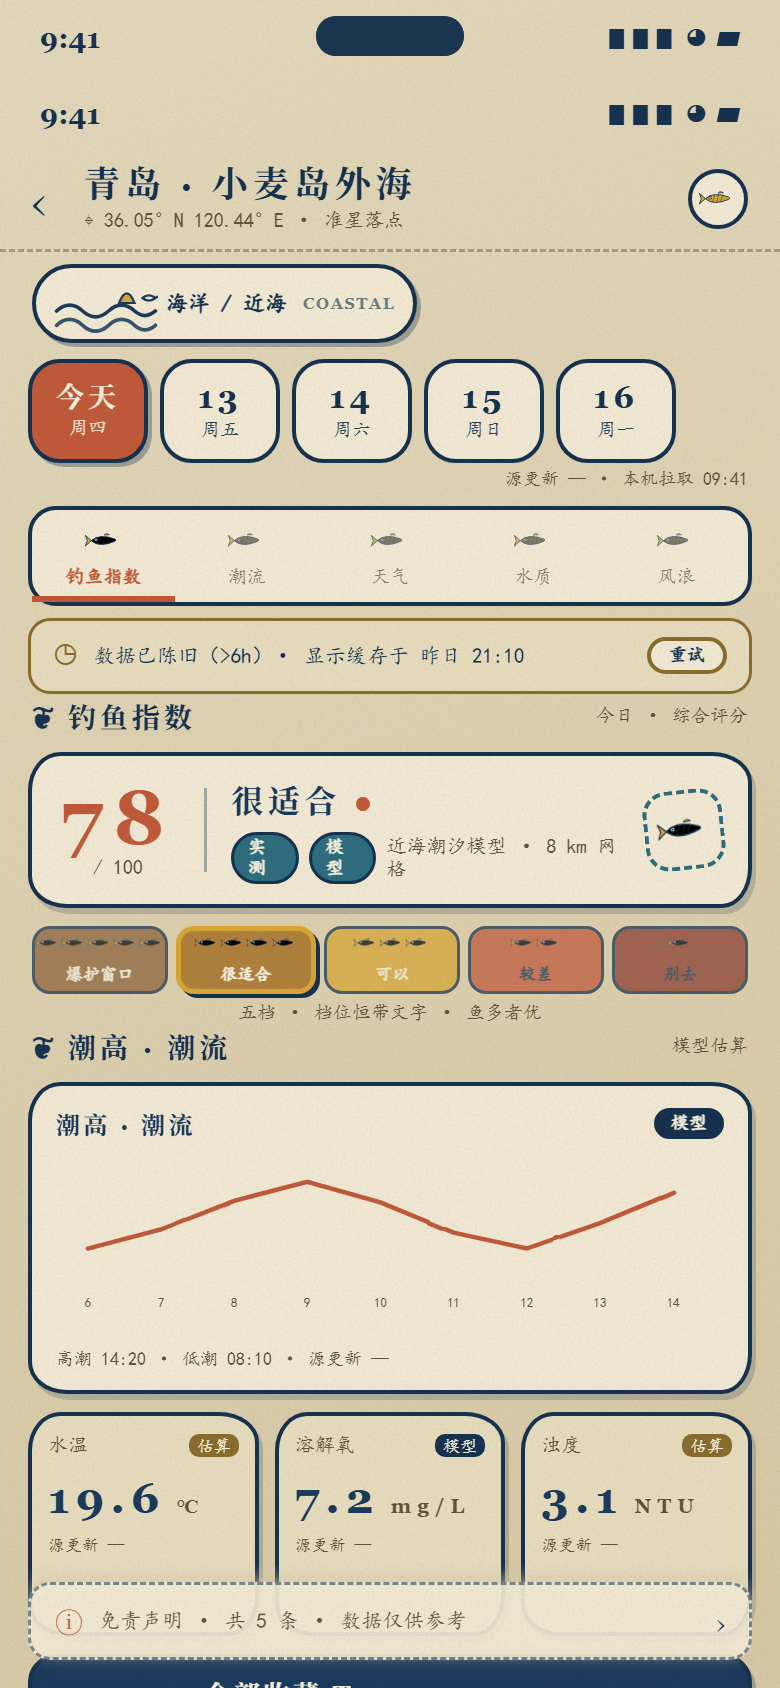 9:41
9:41
青岛 · 小麦岛外海
36.05° N 120.44° E • 准星落点
海洋 / 近海 COASTAL
今天 13 14 15 16
周四 周五 周六 周日 周一
源更新 — • 本机拉取 09:41
钓鱼指数 潮流 天气 水质 风浪
数据已陈旧 (>6h) • 显示缓存于 昨日 21:10 重试
钓鱼指数 今日 • 综合评分
78 / 100
很适合
实测 模型 近海潮汐模型 • 8 km 网格
爆护窗口 很适合 可以 较差 别去
五档 • 档位恒带文字 • 鱼多者优
潮高 · 潮流 模型估算
潮高 · 潮流 模型
6 7 8 9 10 11 12 13 14
高潮 14:20 • 低潮 08:10 • 源更新 —
水温 估算 溶解氧 模型 浊度 估算
19.6 °C 7.2 mg/L 3.1 NTU
源更新 — 源更新 — 源更新 —
免责声明 • 共 5 条 • 数据仅供参考